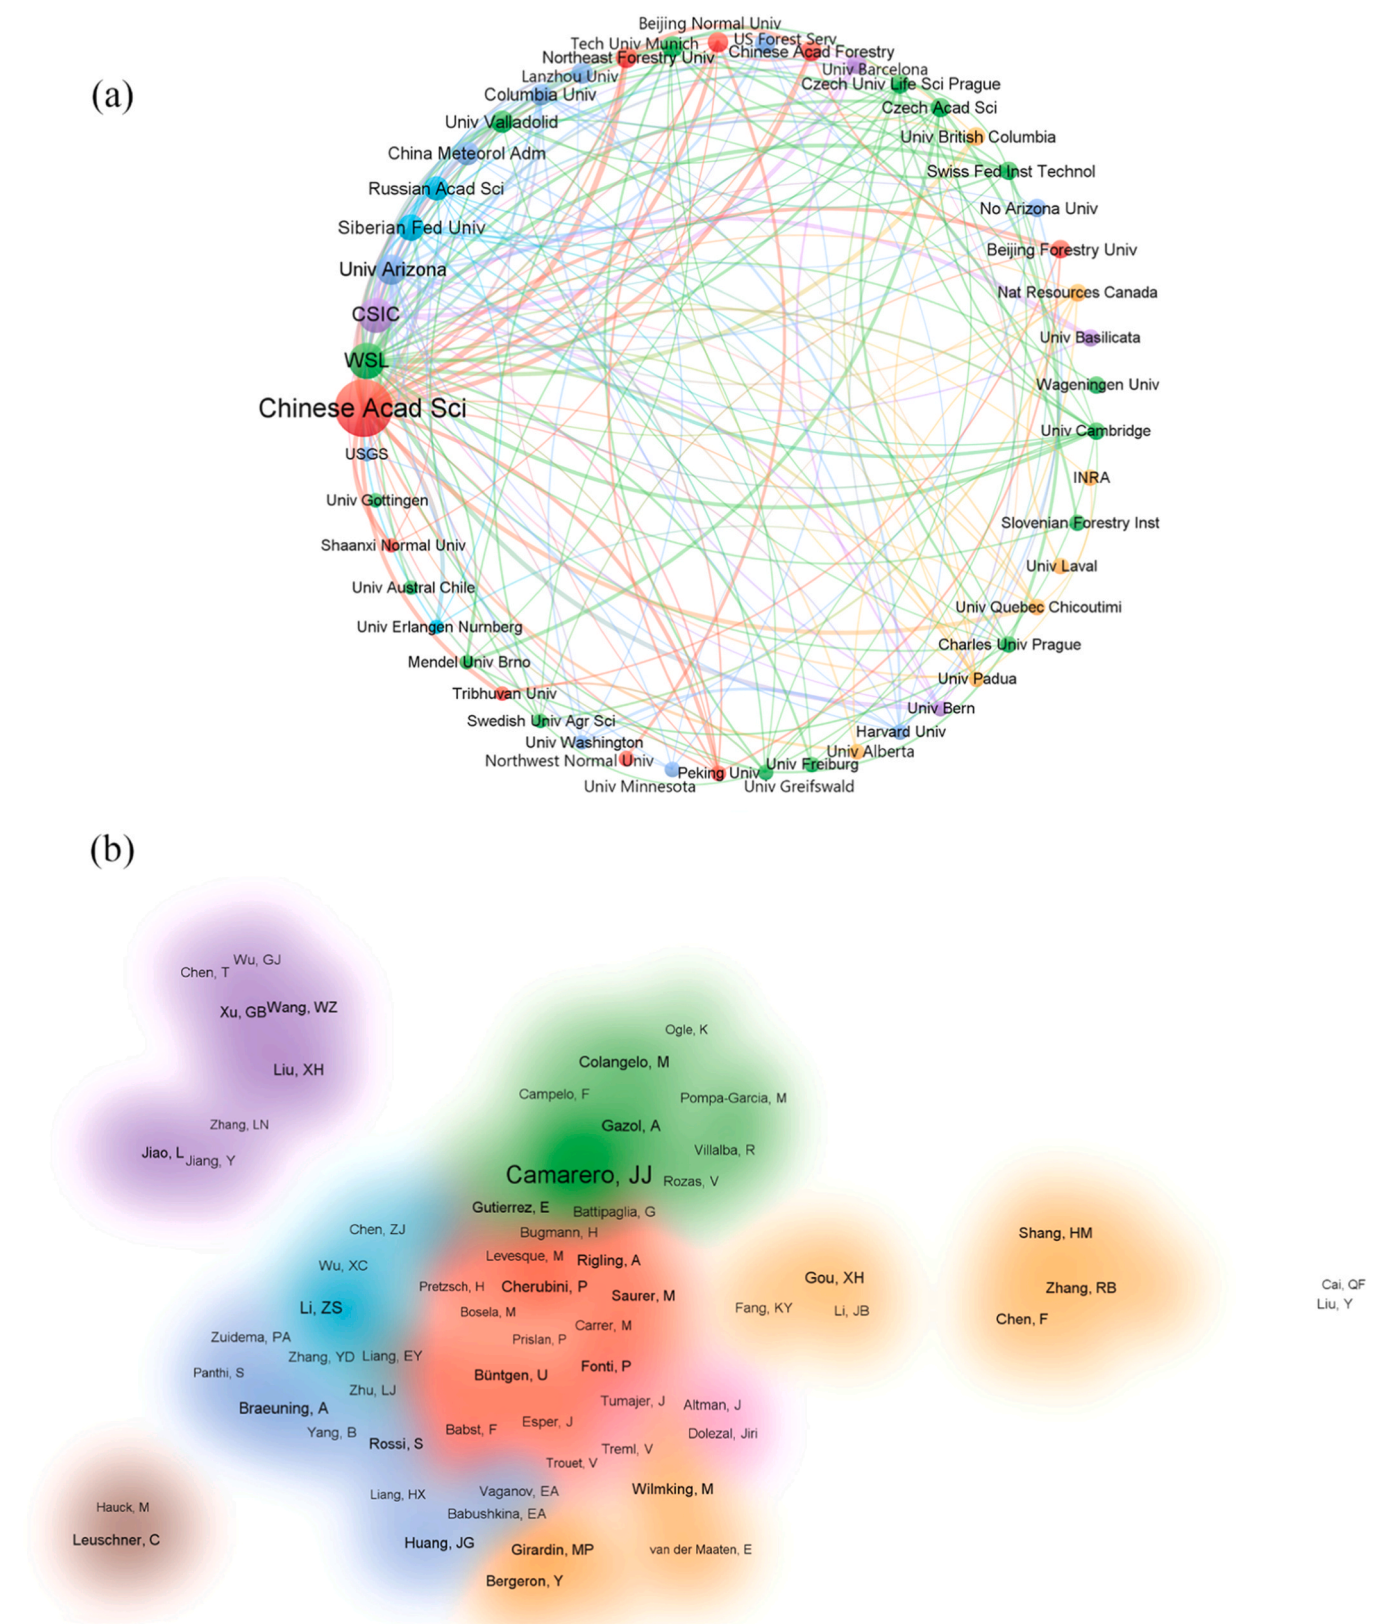 (a)
Beijing Normal Univ
US Forest Serv
Tech Univ Munich
Chinese Acad Forestry
Northeast Forestry Univ
Univ Barcelona
Lanzhou Univ
Czech Univ Life Sci Prague
Columbia Univ
Czech Acad Sci
Univ Valladolid
Univ British Columbia
China Meteorol Adm
Swiss Fed Inst Technol
Russian Acad Sci
No Arizona Univ
Siberian Fed Univ
Beijing Forestry Univ
Univ Arizona
Nat Resources Canada
CSIC
Univ Basilicata
WSL
Wageningen Univ
Chinese Acad Sci
Univ Cambridge
USGS
INRA
Univ Gottingen
Slovenian Forestry Inst
Shaanxi Normal Univ
Univ Laval
Univ Austral Chile
Univ Quebec Chicoutimi
Univ Erlangen Nurnberg
Charles Univ Prague
Mendel Univ Brno
Univ Padua
Tribhuvan Univ
Univ Bern
Swedish Univ Agr Sci
Harvard Univ
Univ Washington
Univ Alberta
Northwest Normal Univ
Univ Freiburg
Peking Univ
Univ Minnesota
Univ Greifswald
(b)
Wu, GJ
Chen, T
Xu, GB
Wang, WZ
Liu, XH
Zhang, LN
Jiao, L
Jiang, Y
Ogle, K
Colangelo, M
Campelo, F
Pompa-Garcia, M
Gazol, A
Villalba, R
Camarero, JJ
Rozas, V
Gutierrez, E
Battipaglia, G
Chen, ZJ
Bugmann, H
Shang, HM
Levesque, M
Rigling, A
Wu, XC
Gou, XH
Pretzsch, H
Cherubini, P
Zhang, RB
Cai, QF
Saurer, M
Liu, Y
Li, ZS
Bosela, M
Fang, KY
Li, JB
Chen, F
Carrer, M
Zuidema, PA
Prislan, P
Zhang, YD
Liang, EY
Panthi, S
Fonti, P
Büntgen, U
Zhu, LJ
Tumajer, J
Altman, J
Braeuning, A
Esper, J
Babst, F
Yang, B
Dolezal, Jiri
Rossi, S
Treml, V
Trouet, V
Liang, HX
Vaganov, EA
Wilmking, M
Hauck, M
Babushkina, EA
Leuschner, C
Huang, JG
Girardin, MP
van der Maaten, E
Bergeron, Y